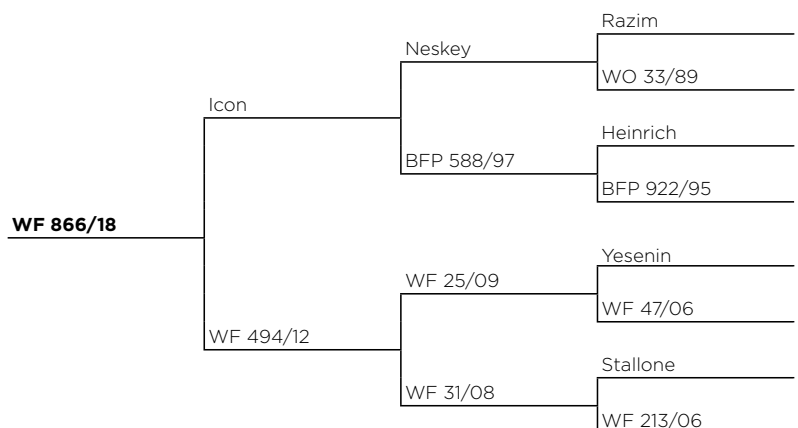 Razim
Neskey
WO 33/89
Icon
Heinrich
BFP 588/97
BFP 922/95
WF 866/18
Yesenin
WF 25/09
WF 47/06
WF 494/12
Stallone
WF 31/08
WF 213/06